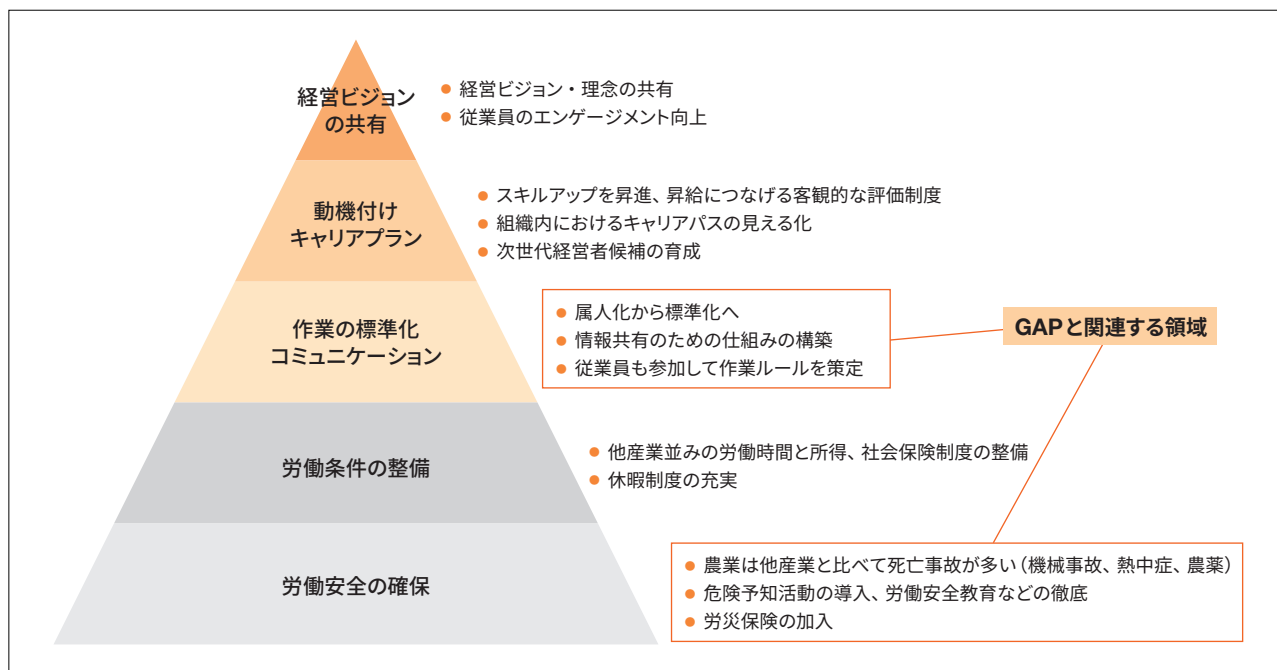 経営ビジョン
の共有
● 経営ビジョン・理念の共有
● 従業員のエンゲージメント向上
動機付け
キャリアプラン
● スキルアップを昇進、昇給につなげる客観的な評価制度
● 組織内におけるキャリアパスの見える化
● 次世代経営者候補の育成
作業の標準化
コミュニケーション
● 属人化から標準化へ
● 情報共有のための仕組みの構築
● 従業員も参加して作業ルールを策定
GAPと関連する領域
労働条件の整備
● 他産業並みの労働時間と所得、社会保険制度の整備
● 休暇制度の充実
労働安全の確保
● 農業は他産業と比べて死亡事故が多い（機械事故、熱中症、農薬）
● 危険予知活動の導入、労働安全教育などの徹底
● 労災保険の加入